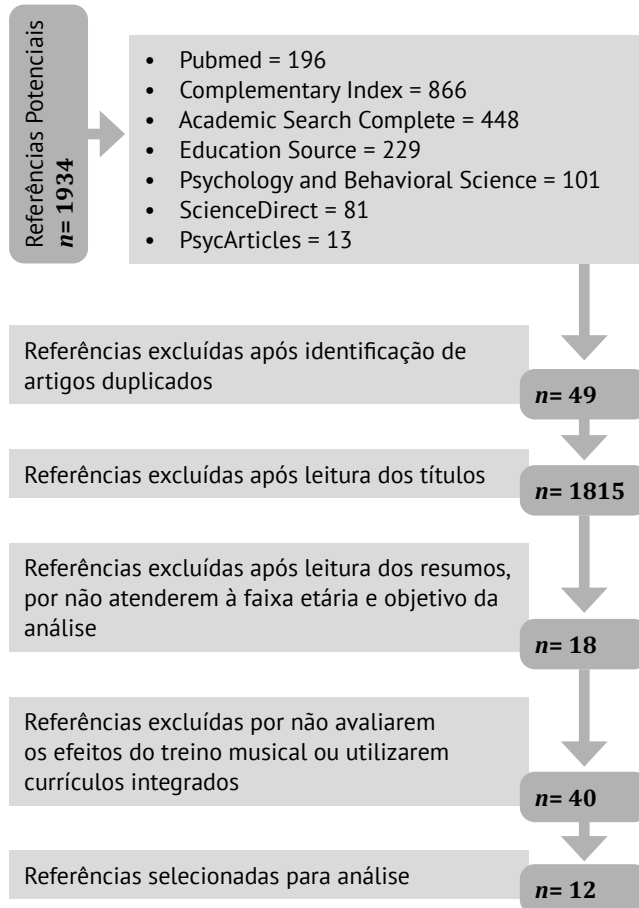 Referências Potenciais
n= 1934
• Pubmed = 196
• Complementary Index = 866
• Academic Search Complete = 448
• Education Source = 229
• Psychology and Behavioral Science = 101
• ScienceDirect = 81
• PsycArticles = 13
Referências excluídas após identificação de
artigos duplicados
n= 49
Referências excluídas após leitura dos títulos
n= 1815
Referências excluídas após leitura dos resumos,
por não atenderem à faixa etária e objetivo da
análise
n= 18
Referências excluídas por não avaliarem
os efeitos do treino musical ou utilizarem
currículos integrados
n= 40
Referências selecionadas para análise
n= 12